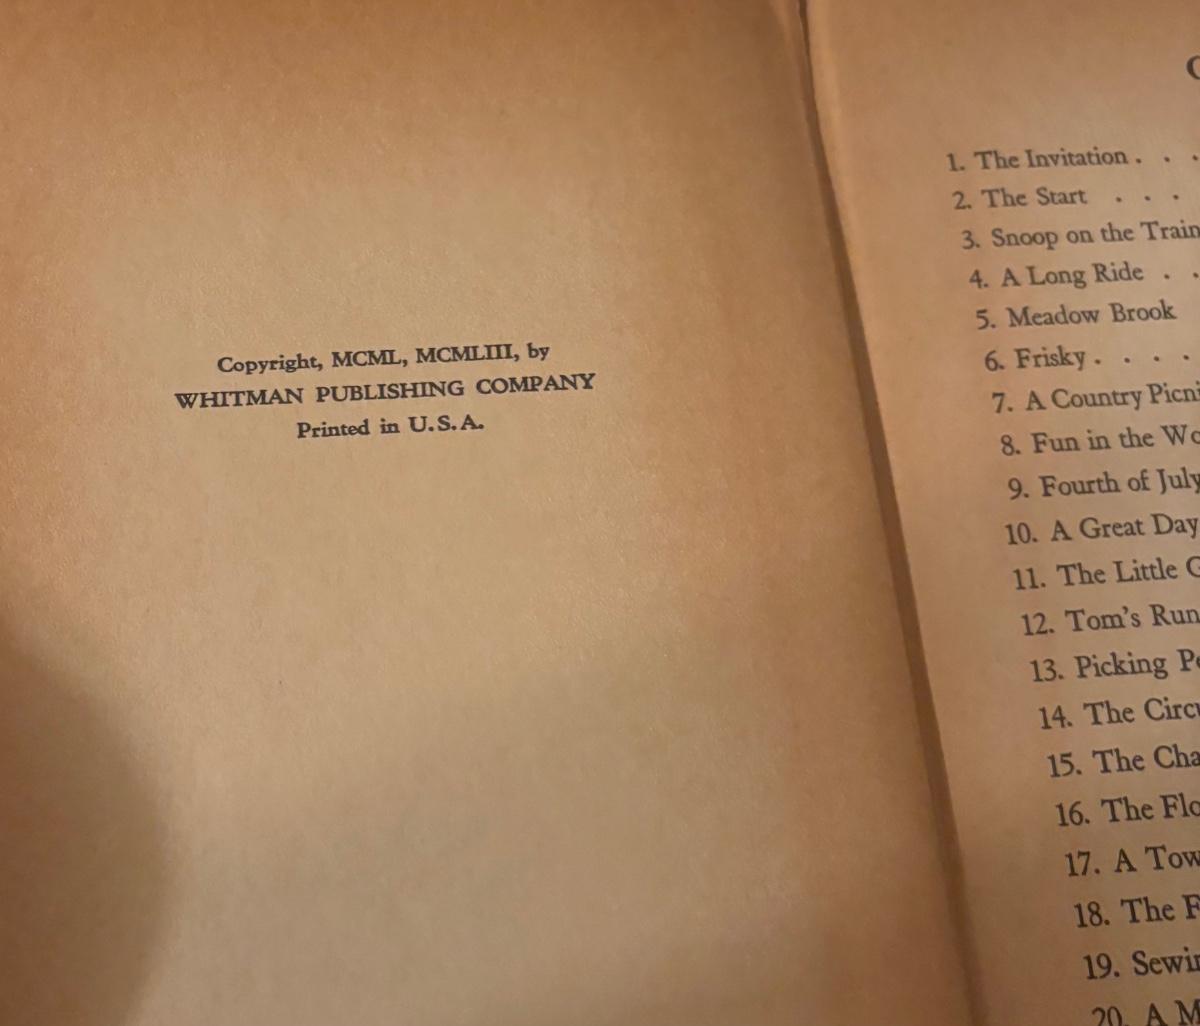 Copyright, MCML, MCMLIII, by
WHITMAN PUBLISHING COMPANY
Printed in U.S.A.
1. The Invitation . . .
2. The Start . . .
3. Snoop on the Train
4. A Long Ride . .
5. Meadow Brook
6. Frisky . . . .
7. A Country
8. Fun in the
9. Fourth of July
10. A Great Day
11. The Little
12. Tom's Run
13. Picking
14. The
15. The
16. The
17. A
18. The
19.
20. A